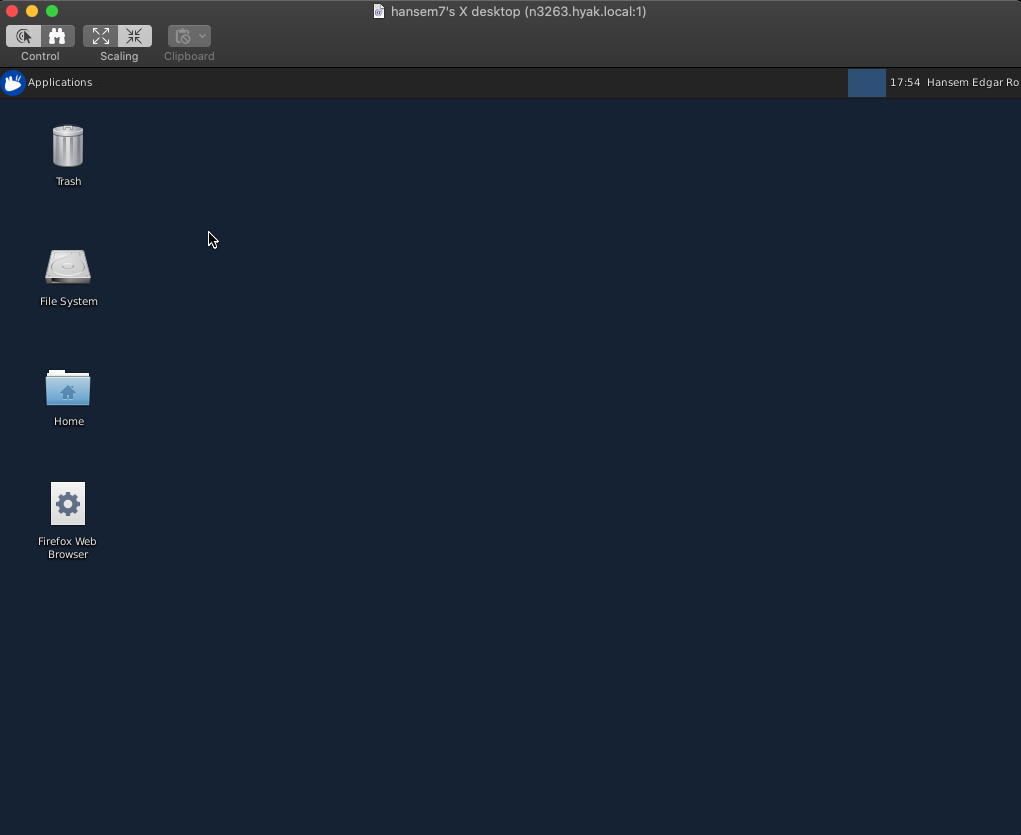 hansem7's X desktop (n3263.hyak.local:1)
Control
Scaling
Clipboard
Applications
17:54 Hansem Edgar Ro
Trash
File System
Home
Firefox Web
Browser